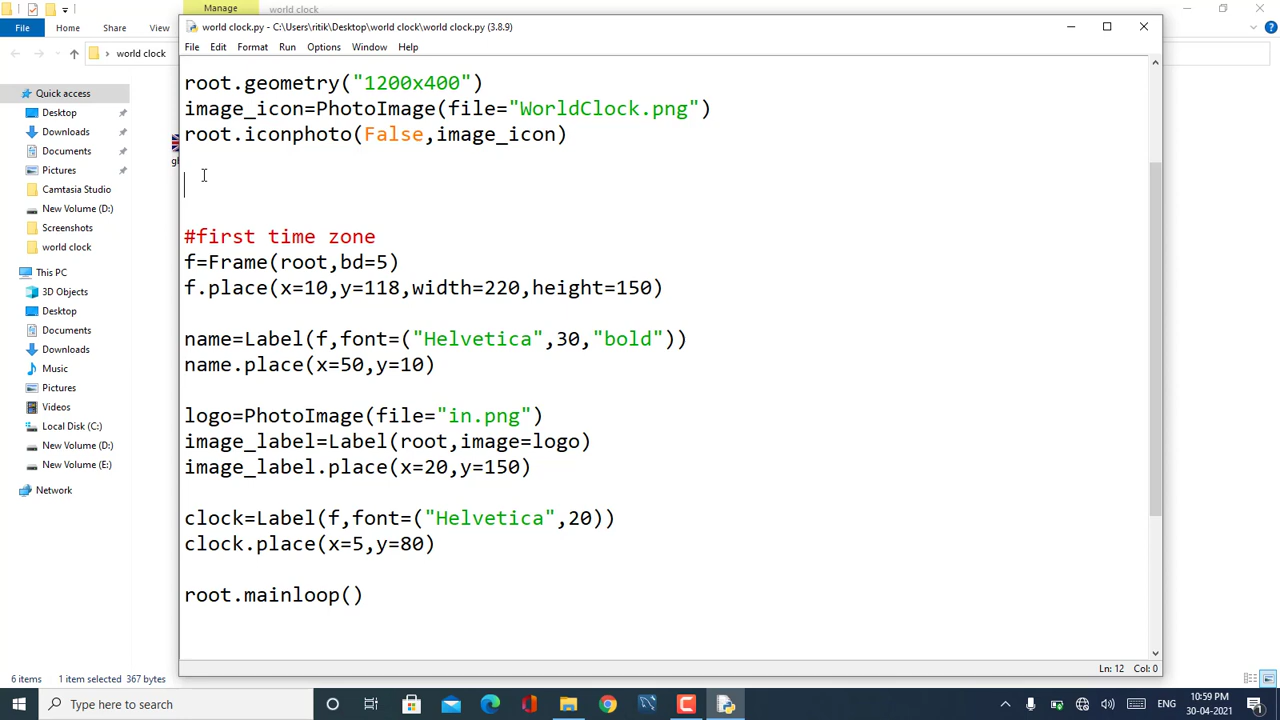 Manage
world clock
File
Home
Share
View
world clock
world clock.py - C:\Users\ritik\Desktop\world clock\world clock.py (3.8.9)
File Edit Format Run Options Window Help
root.geometry("1200x400")
image_icon=PhotoImage(file="WorldClock.png")
root.iconphoto(False,image_icon)
#first time zone
f=Frame(root,bd=5)
f.place(x=10,y=118,width=220,height=150)
name=Label(f,font=("Helvetica",30,"bold"))
name.place(x=50,y=10)
logo=PhotoImage(file="in.png")
image_label=Label(root,image=logo)
image_label.place(x=20,y=150)
clock=Label(f,font=("Helvetica",20))
clock.place(x=5,y=80)
root.mainloop()
Ln: 12 Col: 0
Quick access
Desktop
Downloads
Documents
Pictures
Camtasia Studio
New Volume (D:)
Screenshots
world clock
This PC
3D Objects
Desktop
Documents
Downloads
Music
Pictures
Videos
Local Disk (C:)
New Volume (D:)
New Volume (E:)
Network
6 items 1 item selected 367 bytes
Type here to search
ENG
10:59 PM
30-04-2021